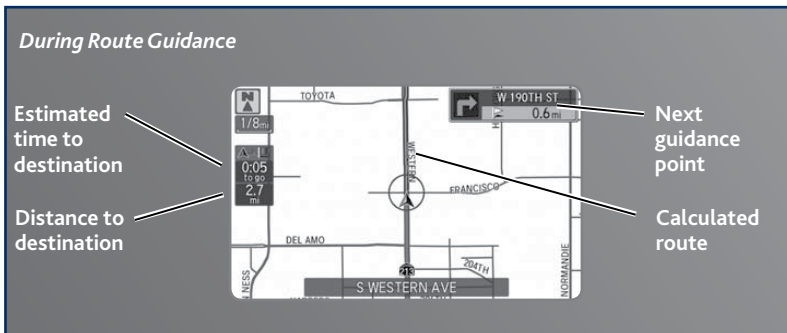 During Route Guidance
Estimated
time to
destination
Distance to
destination
N
1/8mi
0:05
to go
2.7
mi
TOYOTA
W 190TH ST
0.6 mi
WESTERN
FRANCISCO
DEL AMO
213
204TH
NORMANDIE
N NESS
S WESTERN AVE
Next
guidance
point
Calculated
route